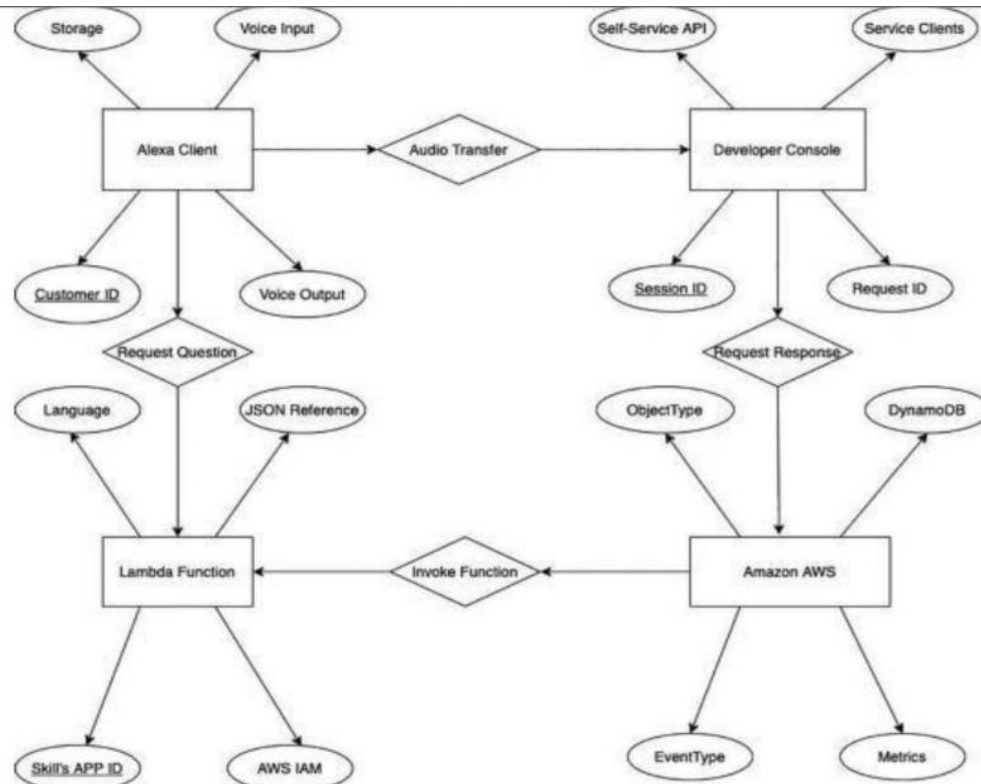 Storage
Voice Input
Self-Service API
Service Clients
Alexa Client
Audio Transfer
Developer Console
Customer ID
Voice Output
Session ID
Request ID
Request Question
Request Response
Language
JSON Reference
ObjectType
DynamoDB
Lambda Function
Invoke Function
Amazon AWS
Skill's APP ID
AWS IAM
EventType
Metrics